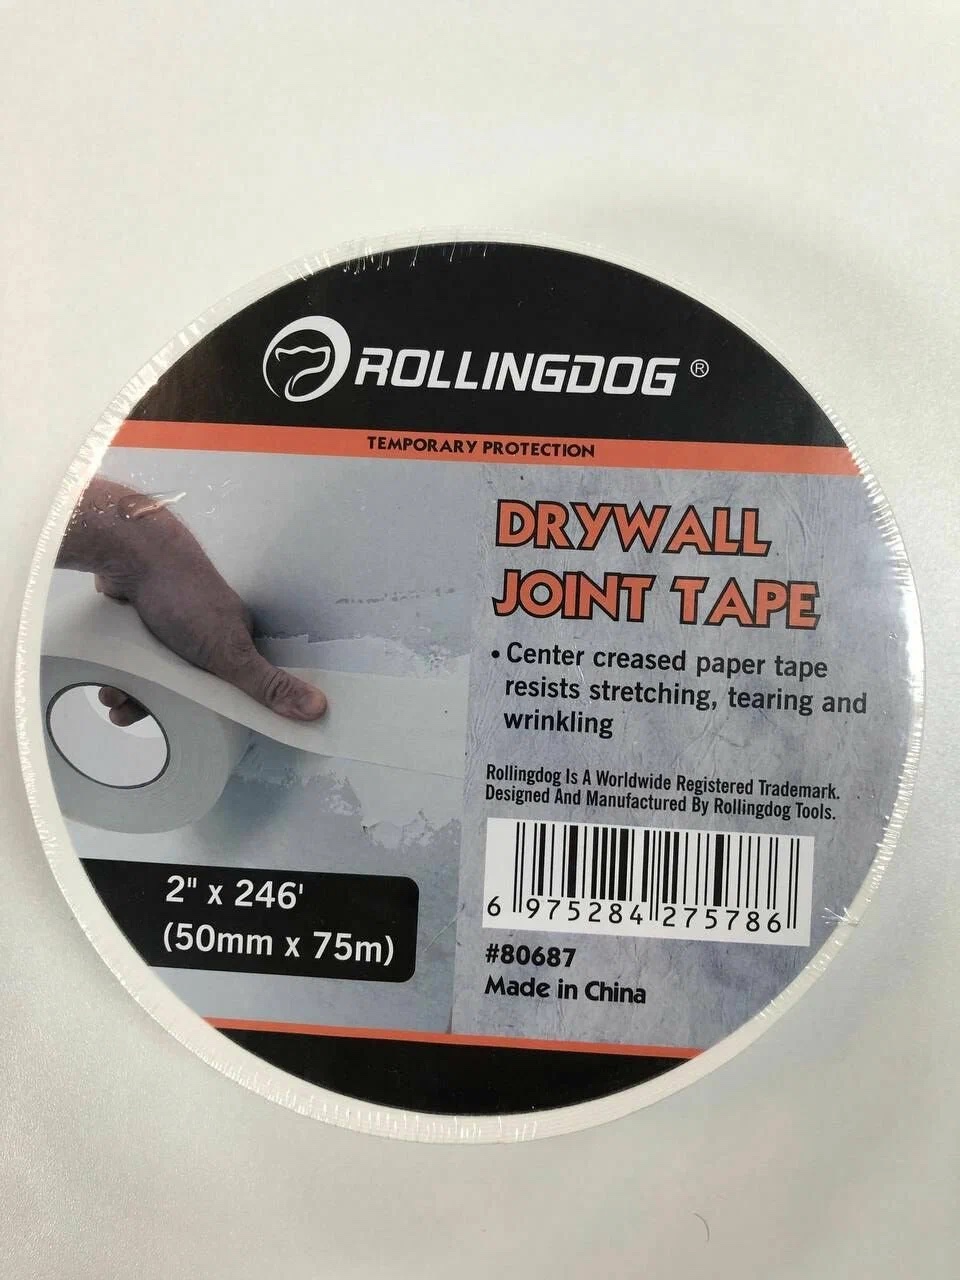 ROLLINGDOG ®
TEMPORARY PROTECTION
DRYWALL
JOINT TAPE
• Center creased paper tape
resists stretching, tearing and
wrinkling
Rollingdog Is A Worldwide Registered Trademark.
Designed And Manufactured By Rollingdog Tools.
2" x 246'
(50mm x 75m)
6 975284 275786
#80687
Made in China